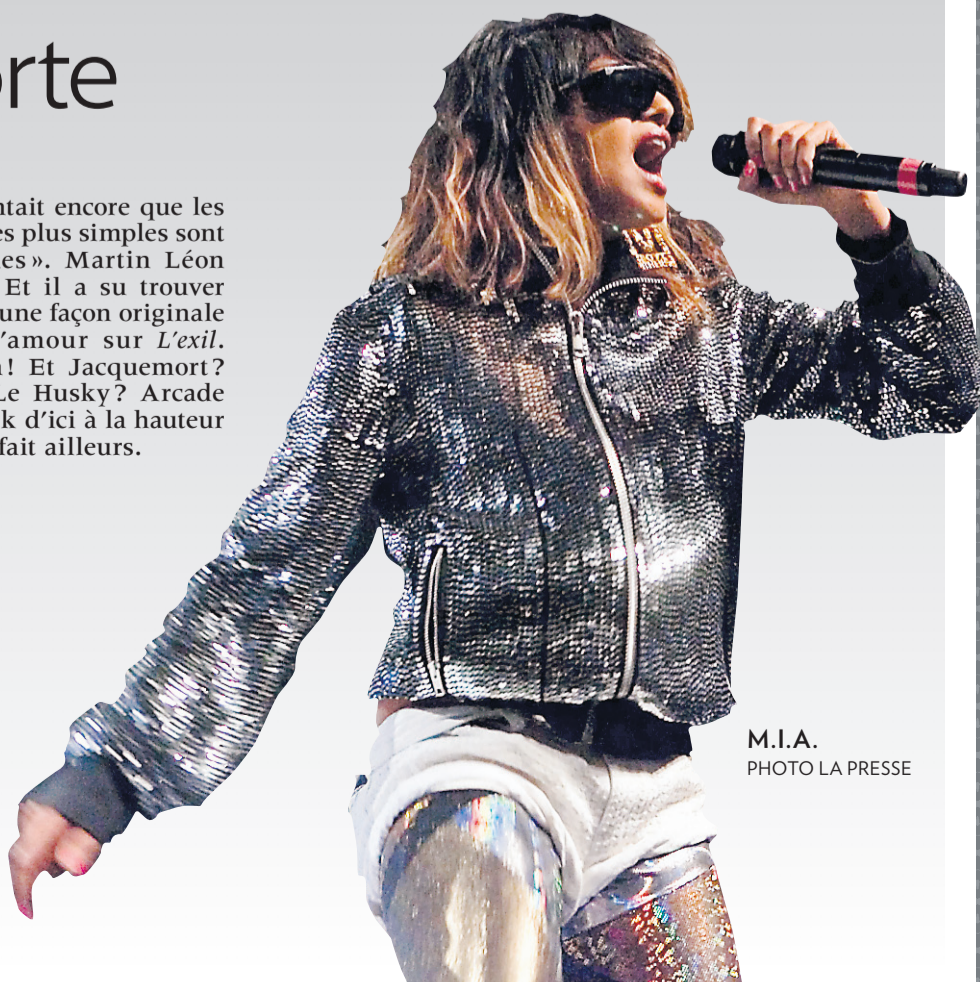 orte
ntait encore que les
es plus simples sont
es ». Martin Léon
Et il a su trouver
une façon originale
'amour sur L'exil.
! Et Jacquemort?
Le Husky? Arcade
k d'ici à la hauteur
fait ailleurs.
M.I.A.
PHOTO LA PRESSE